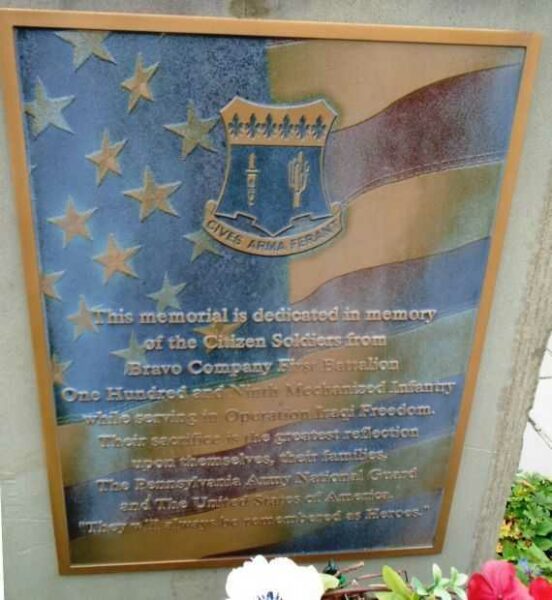 CIVES ARMA FERANT
This memorial is dedicated in memory
of the Citizen Soldiers from
Bravo Company First Battalion
One Hundred and Ninth Mechanized Infantry
while serving in Operation Iraqi Freedom.
Their sacrifice is the greatest reflection
upon themselves, their families,
The Pennsylvania Army National Guard
and The United States of America.
"They will always be remembered as Heroes."